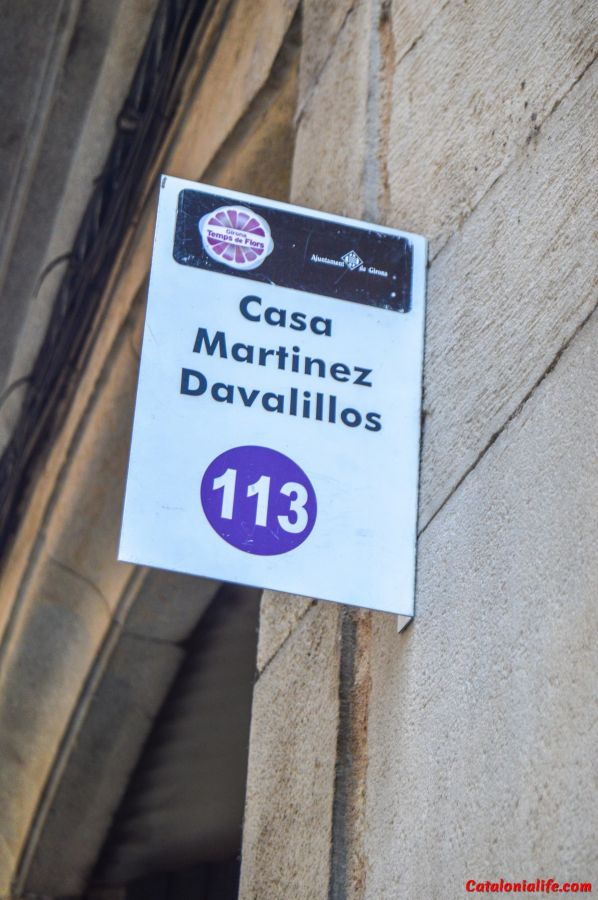 Girona
Temps de Flors
Ajuntament de Girona
Casa
Martinez
Davalillos
113
Catalonialife.com